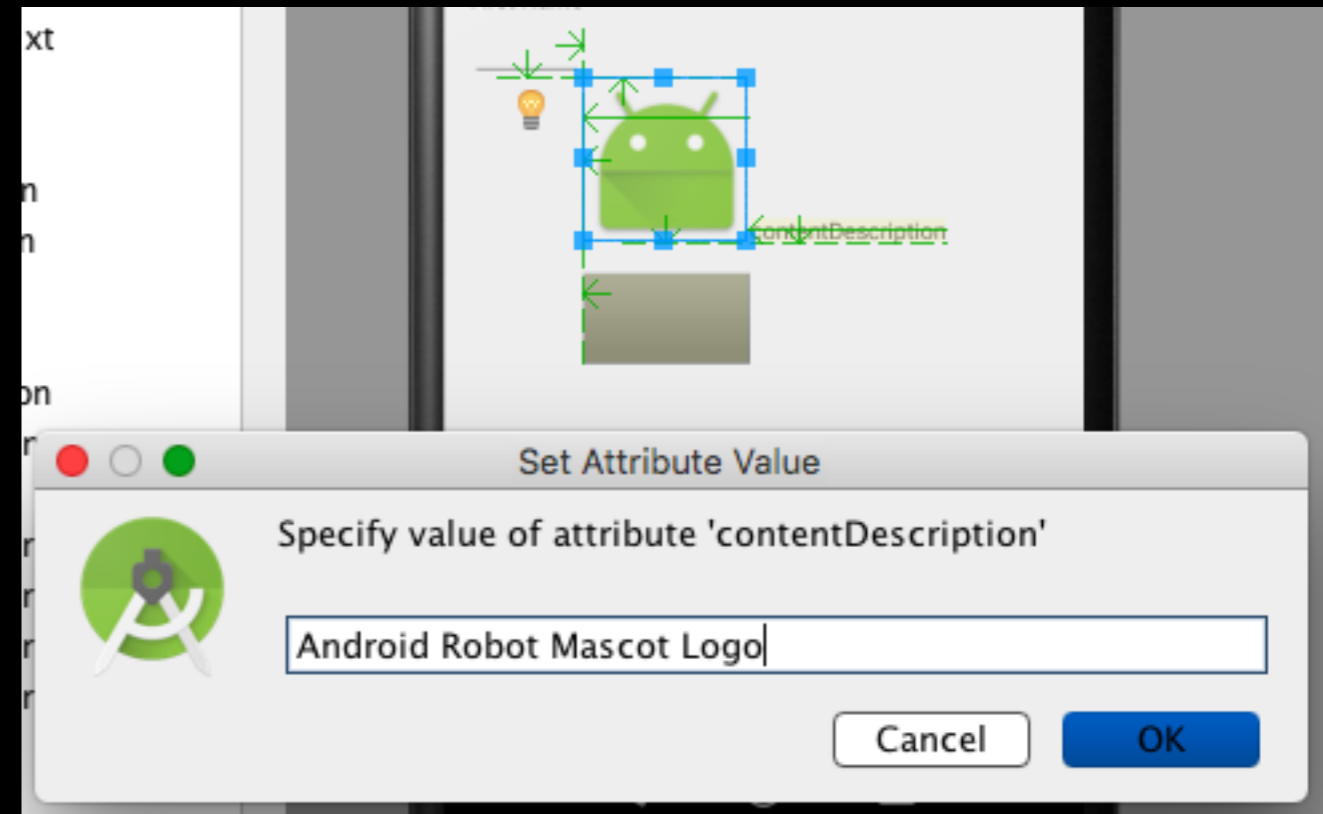 xt
n
n
on
contentDescription
Set Attribute Value
Specify value of attribute 'contentDescription'
Android Robot Mascot Logo
Cancel
OK